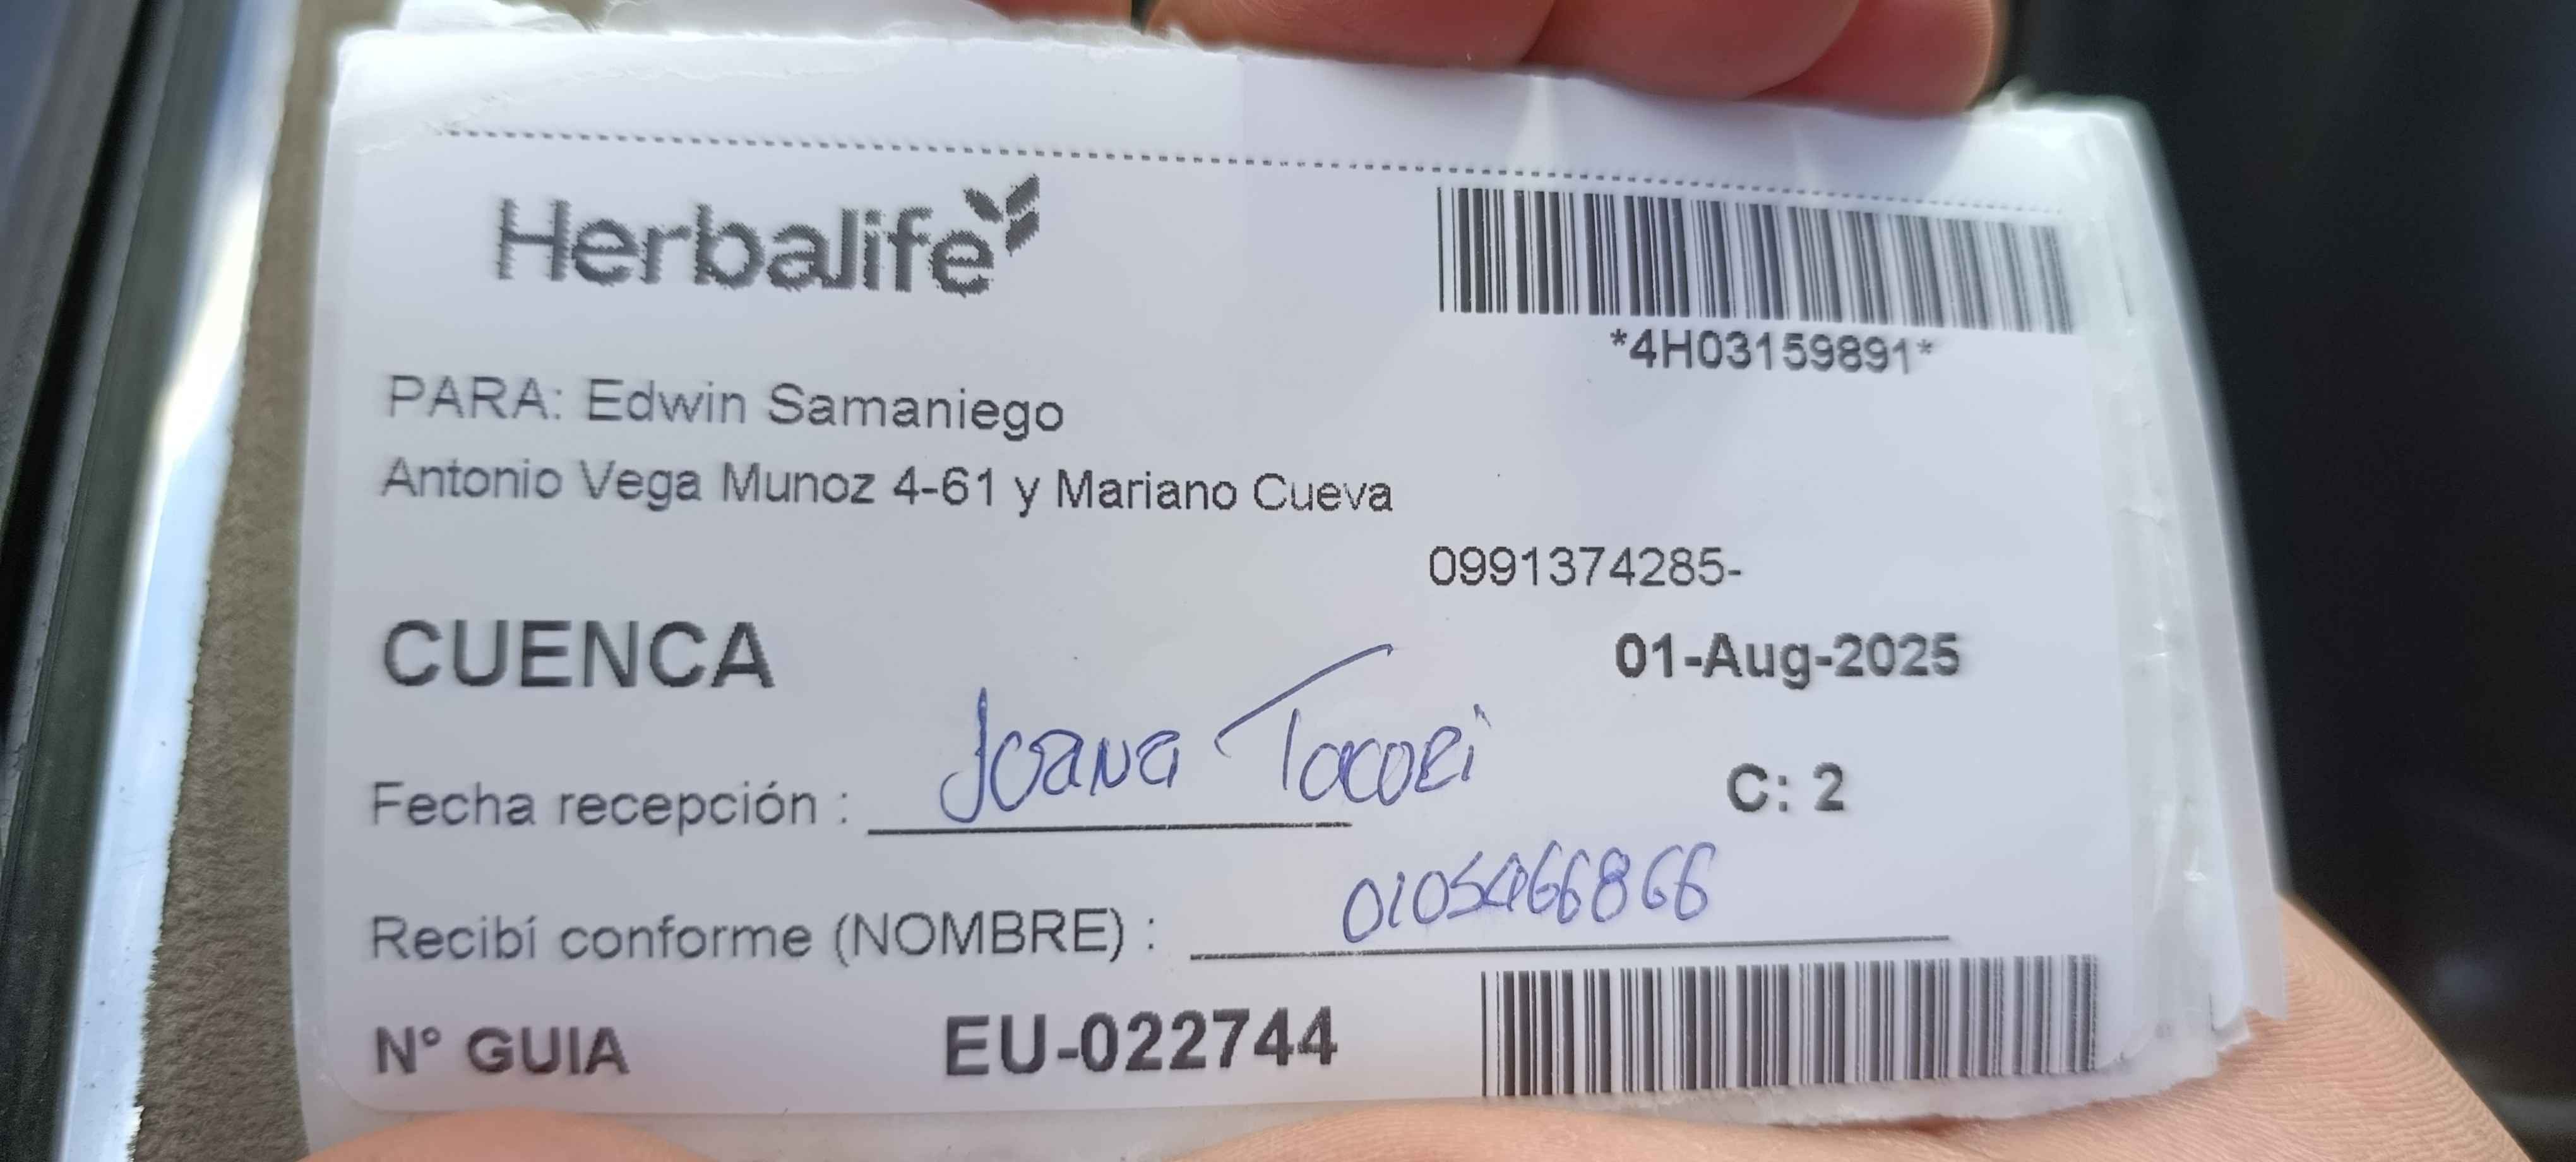 Herbalife
*4H03159891*
PARA: Edwin Samaniego
Antonio Vega Munoz 4-61 y Mariano Cueva
0991374285-
CUENCA
01-Aug-2025
Fecha recepción : Joana Tacori
C: 2
Recibí conforme (NOMBRE) : 0105466866
N° GUIA EU-022744